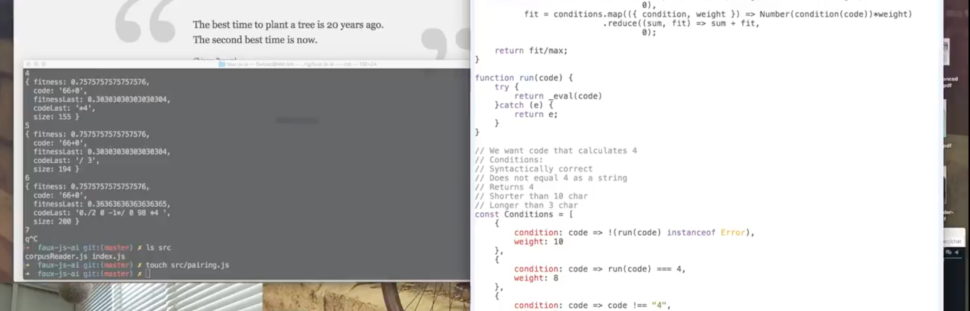 The best time to plant a tree is 20 years ago.
The second best time is now.
4
{ fitness: 0.7575757575757576,
code: '66+0',
fitnessLast: 0.30303030303030304,
codeLast: '*4',
size: 155 }
5
{ fitness: 0.7575757575757576,
code: '66+0',
fitnessLast: 0.30303030303030304,
codeLast: '/ 3',
size: 194 }
6
{ fitness: 0.7575757575757576,
code: '66+0',
fitnessLast: 0.36363636363636365,
codeLast: '0./2 0 -1*/ 0 98 *4 ',
size: 200 }
7
q^C
➜ faux-js-ai git:(master) ✗ ls src
corpusReader.js index.js
➜ faux-js-ai git:(master) ✗ touch src/pairing.js
➜ faux-js-ai git:(master) ✗
0),
fit = conditions.map(({ condition, weight }) => Number(condition(code))*weight)
.reduce((sum, fit) => sum + fit,
0);
return fit/max;
}
function run(code) {
try {
return _eval(code)
}catch (e) {
return e;
}
}
// We want code that calculates 4
// Conditions:
// Syntactically correct
// Does not equal 4 as a string
// Returns 4
// Shorter than 10 char
// Longer than 3 char
const Conditions = [
{
condition: code => !(run(code) instanceof Error),
weight: 10
},
{
condition: code => run(code) === 4,
weight: 8
},
{
condition: code => code !== "4",